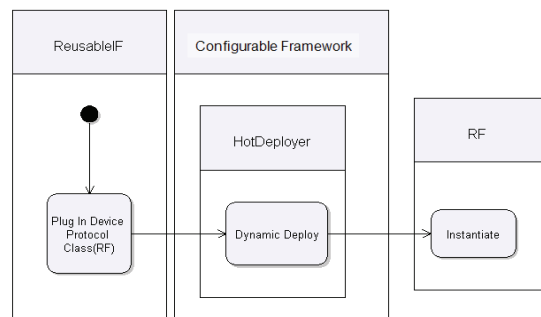 ReusableIF
Configurable Framework
HotDeployer
RF
Plug In Device
Protocol
Class(RF)
Dynamic Deploy
Instantiate